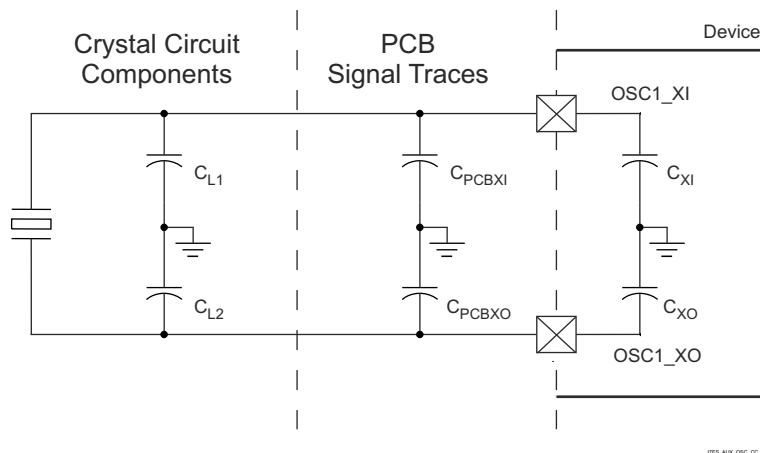 Crystal Circuit
Components
PCB
Signal Traces
Device
OSC1_XI
CL1
CPCBXI
CXI
CL2
CPCBXO
CXO
OSC1_XO